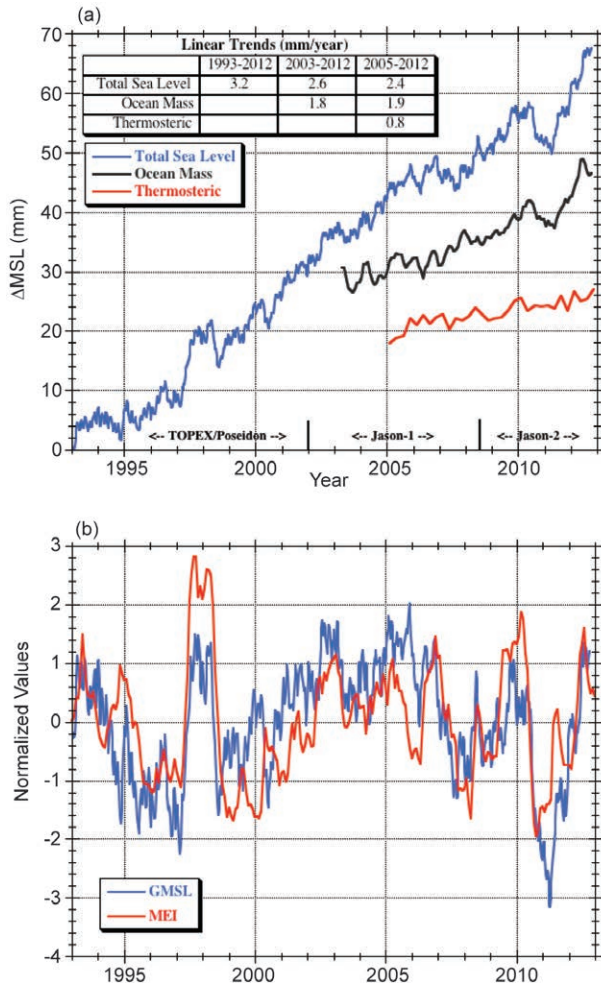 (a)
Linear Trends (mm/year)
1993-2012 2003-2012 2005-2012
Total Sea Level 3.2 2.6 2.4
Ocean Mass 1.8 1.9
Thermosteric 0.8
Total Sea Level
Ocean Mass
Thermosteric
70
60
50
40
30
20
10
0
ΔMSL (mm)
<-- TOPEX/Poseidon --> <-- Jason-1 --> <-- Jason-2 -->
1995 2000 2005 2010
Year
(b)
3
2
1
0
-1
-2
-3
-4
Normalized Values
GMSL
MEI
1995 2000 2005 2010